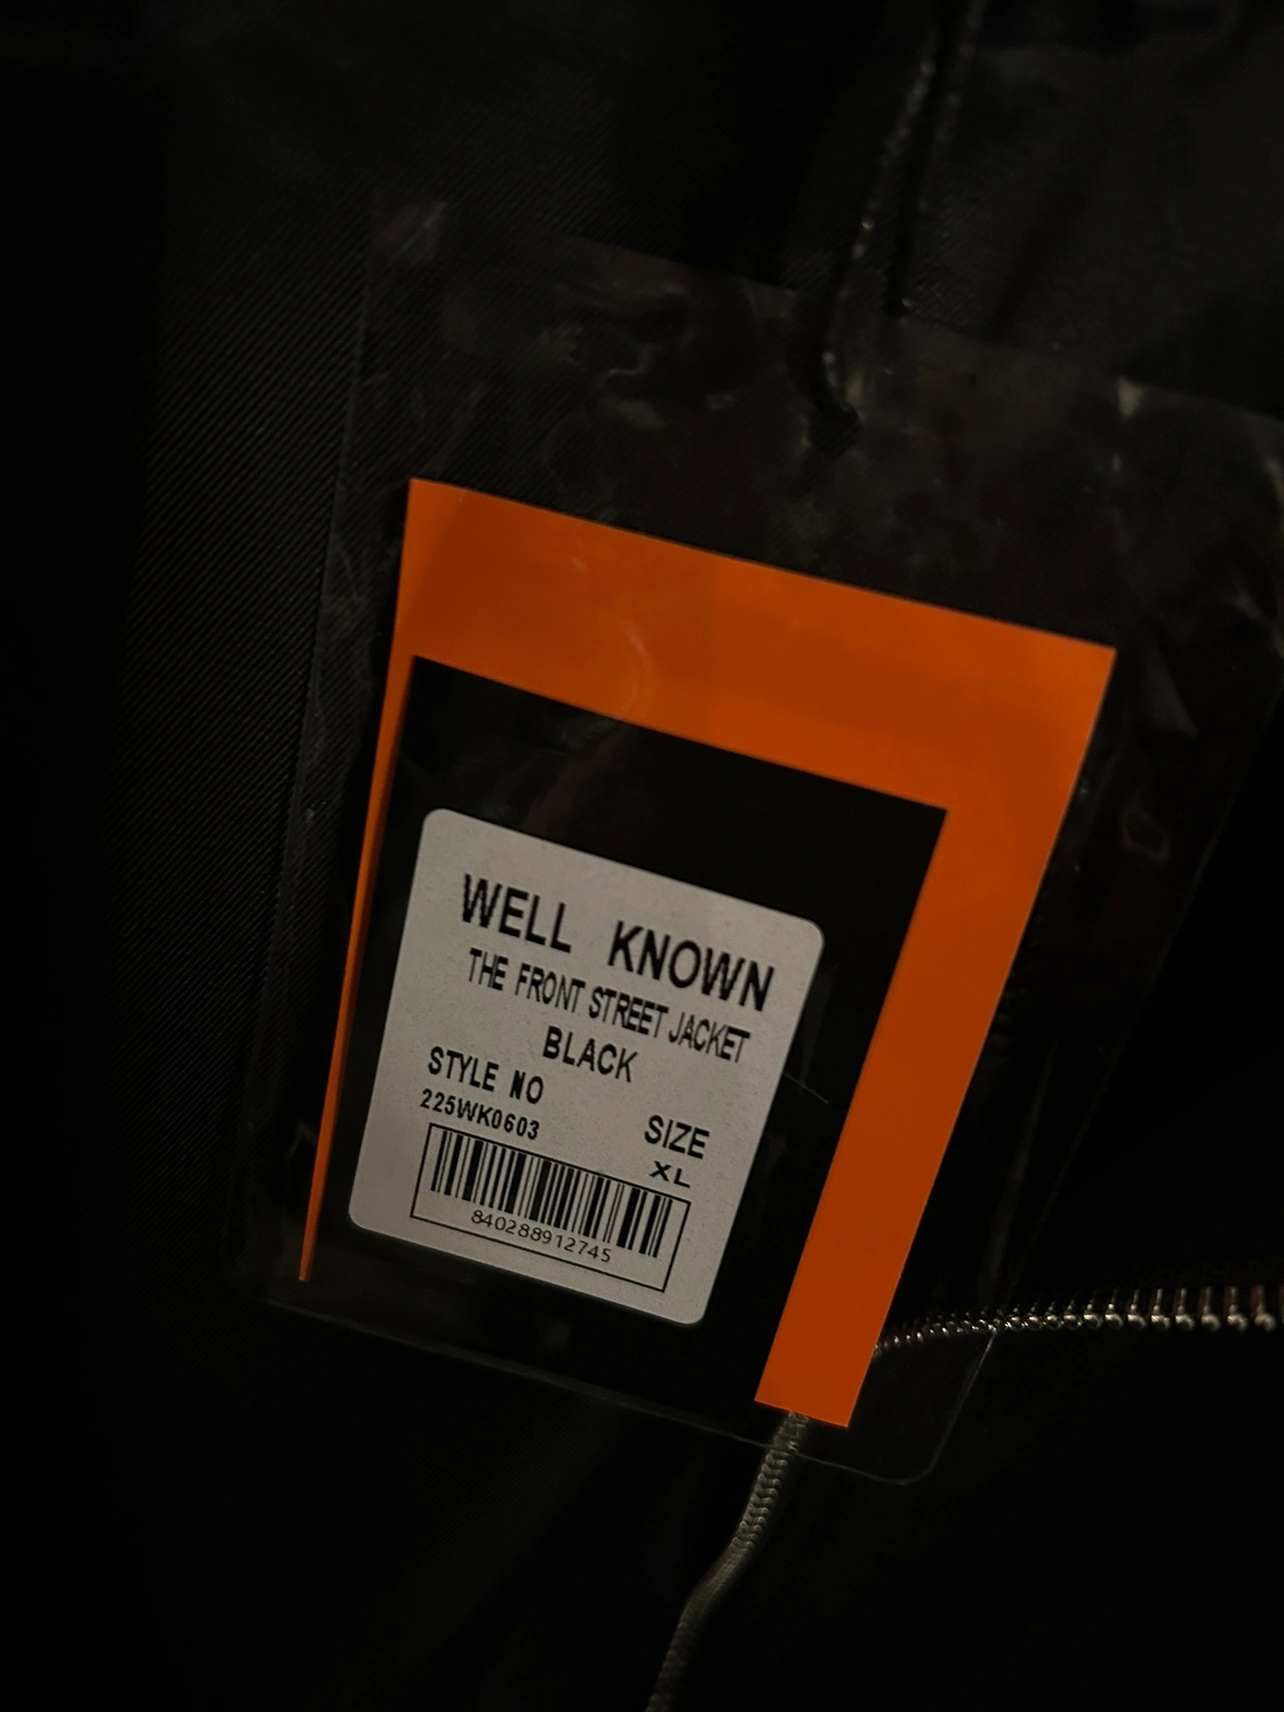 WELL KNOWN
THE FRONT STREET JACKET
BLACK
STYLE NO
225WK0603
SIZE
XL
840288912745